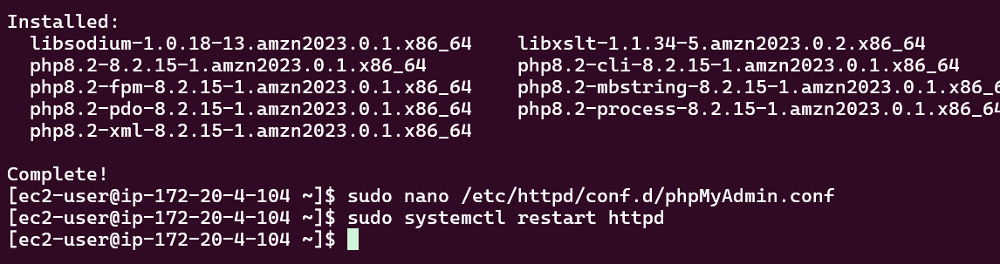 Installed:
libsodium-1.0.18-13.amzn2023.0.1.x86_64 libxslt-1.1.34-5.amzn2023.0.2.x86_64
php8.2-8.2.15-1.amzn2023.0.1.x86_64 php8.2-cli-8.2.15-1.amzn2023.0.1.x86_64
php8.2-fpm-8.2.15-1.amzn2023.0.1.x86_64 php8.2-mbstring-8.2.15-1.amzn2023.0.1.x86_6
php8.2-pdo-8.2.15-1.amzn2023.0.1.x86_64 php8.2-process-8.2.15-1.amzn2023.0.1.x86_64
php8.2-xml-8.2.15-1.amzn2023.0.1.x86_64
Complete!
[ec2-user@ip-172-20-4-104 ~]$ sudo nano /etc/httpd/conf.d/phpMyAdmin.conf
[ec2-user@ip-172-20-4-104 ~]$ sudo systemctl restart httpd
[ec2-user@ip-172-20-4-104 ~]$